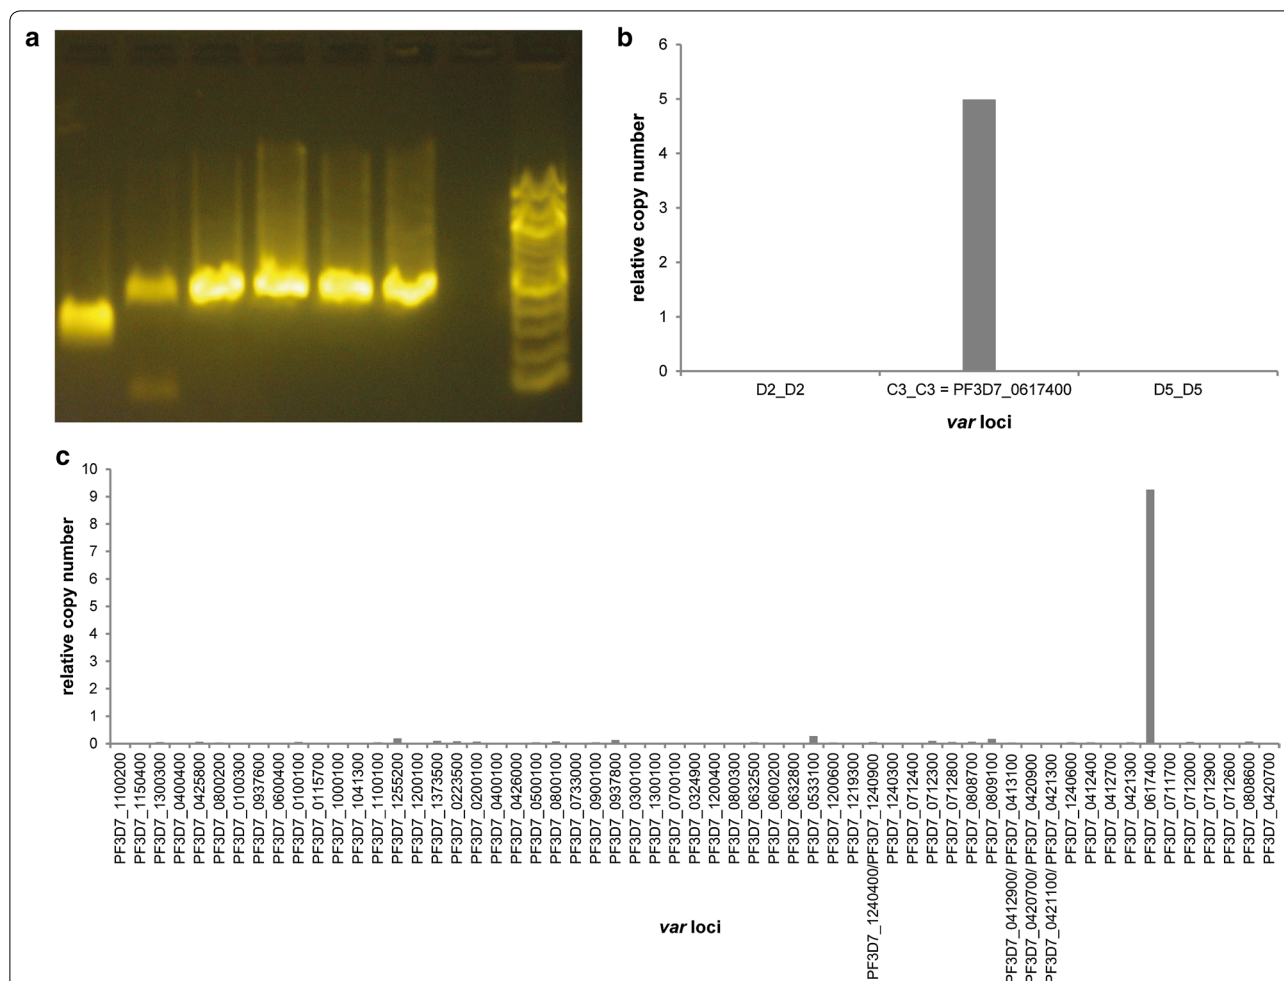 a
b
6
5
4
3
2
1
0
relative copy number
D2_D2
C3_C3 = PF3D7_0617400
D5_D5
var loci
c
10
9
8
7
6
5
4
3
2
1
0
relative copy number
PF3D7_1100200
PF3D7_1150400
PF3D7_1300300
PF3D7_0400400
PF3D7_0425800
PF3D7_0800200
PF3D7_0100300
PF3D7_0937600
PF3D7_0600400
PF3D7_0100100
PF3D7_0115700
PF3D7_1000100
PF3D7_1041300
PF3D7_1100100
PF3D7_1255200
PF3D7_1200100
PF3D7_1373500
PF3D7_0223500
PF3D7_0200100
PF3D7_0400100
PF3D7_0426000
PF3D7_0500100
PF3D7_0800100
PF3D7_0733000
PF3D7_0900100
PF3D7_0937800
PF3D7_0300100
PF3D7_1300100
PF3D7_0700100
PF3D7_0324900
PF3D7_1200400
PF3D7_0800300
PF3D7_0632500
PF3D7_0600200
PF3D7_0632800
PF3D7_0533100
PF3D7_1200600
PF3D7_1219300
PF3D7_1240400/PF3D7_1240900
PF3D7_1240300
PF3D7_0712400
PF3D7_0712300
PF3D7_0712800
PF3D7_0808700
PF3D7_0809100
PF3D7_0412900/ PF3D7_0413100
PF3D7_0420700/ PF3D7_0420900
PF3D7_0421100/ PF3D7_0421300
PF3D7_1240600
PF3D7_0412400
PF3D7_0412700
PF3D7_0421300
PF3D7_0617400
PF3D7_0711700
PF3D7_0712000
PF3D7_0712900
PF3D7_0712600
PF3D7_0808600
PF3D7_0420700
var loci